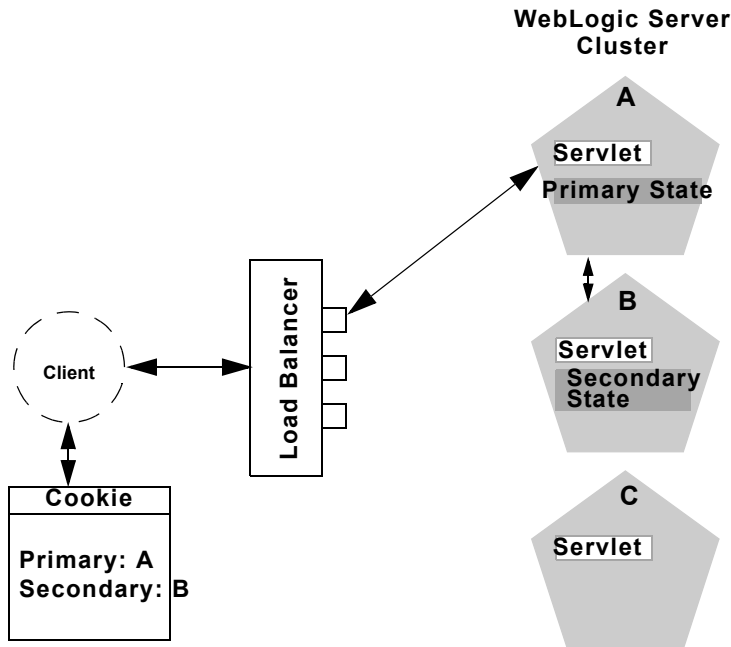 WebLogic Server
Cluster
A
Servlet
Primary State
B
Servlet
Secondary
State
C
Servlet
Load Balancer
Client
Cookie
Primary: A
Secondary: B